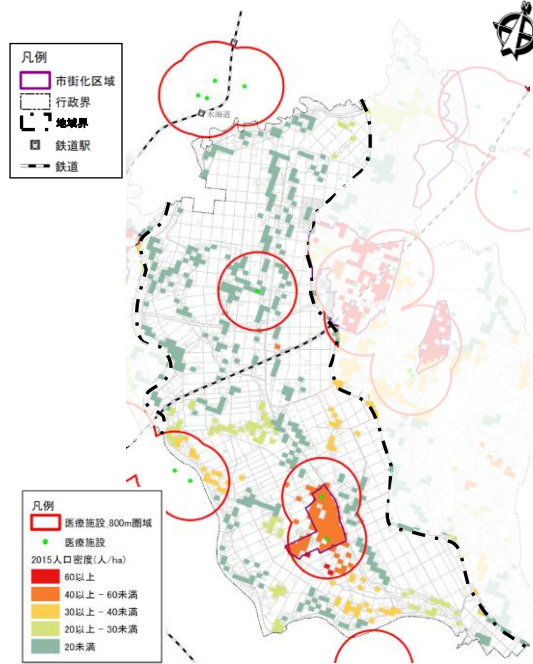 凡例
市街化区域
行政界
地域界
鉄道駅
鉄道
水海道
凡例
医療施設_800m圏域
医療施設
2015人口密度(人/ha)
60以上
40以上 - 60未満
30以上 - 40未満
20以上 - 30未満
20未満